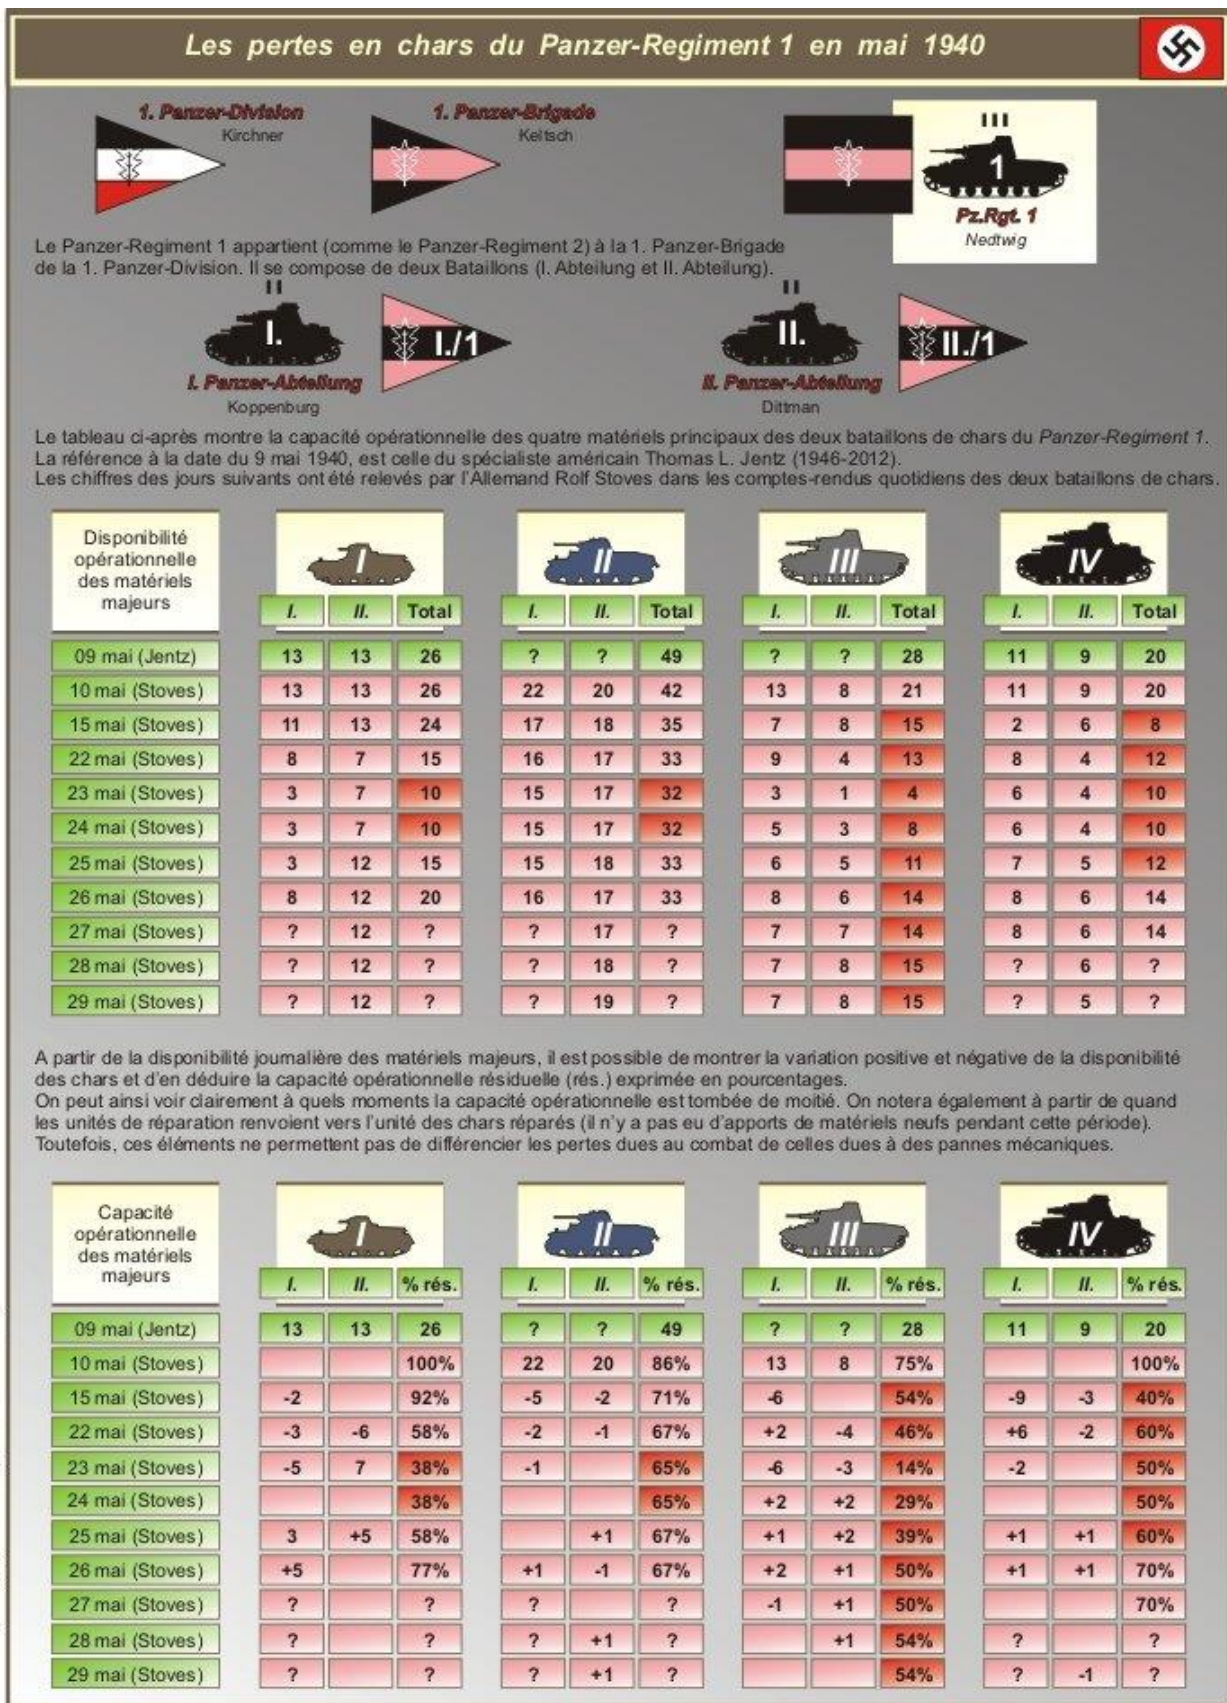 Les pertes en chars du Panzer-Regiment 1 en mai 1940
1. Panzer-Division
Kirchner
1. Panzer-Brigade
Keltsch
III
1
Pz.Rgt. 1
Nedtwig
Le Panzer-Regiment 1 appartient (comme le Panzer-Regiment 2) à la 1. Panzer-Brigade
de la 1. Panzer-Division. Il se compose de deux Bataillons (I. Abteilung et II. Abteilung).
II
I.
I./1
I. Panzer-Abteilung
Koppenburg
II
II.
II./1
II. Panzer-Abteilung
Dittman
Le tableau ci-après montre la capacité opérationnelle des quatre matériels principaux des deux bataillons de chars du Panzer-Regiment 1.
La référence à la date du 9 mai 1940, est celle du spécialiste américain Thomas L. Jentz (1946-2012).
Les chiffres des jours suivants ont été relevés par l'Allemand Rolf Stoves dans les comptes-rendus quotidiens des deux bataillons de chars.
Disponibilité
opérationnelle
des matériels
majeurs
I II III IV
I. II. Total I. II. Total I. II. Total I. II. Total
09 mai (Jentz) 13 13 26 ? ? 49 ? ? 28 11 9 20
10 mai (Stoves) 13 13 26 22 20 42 13 8 21 11 9 20
15 mai (Stoves) 11 13 24 17 18 35 7 8 15 2 6 8
22 mai (Stoves) 8 7 15 16 17 33 9 4 13 8 4 12
23 mai (Stoves) 3 7 10 15 17 32 3 1 4 6 4 10
24 mai (Stoves) 3 7 10 15 17 32 5 3 8 6 4 10
25 mai (Stoves) 3 12 15 15 18 33 6 5 11 7 5 12
26 mai (Stoves) 8 12 20 16 17 33 8 6 14 8 6 14
27 mai (Stoves) ? 12 ? ? 17 ? 7 7 14 8 6 14
28 mai (Stoves) ? 12 ? ? 18 ? 7 8 15 ? 6 ?
29 mai (Stoves) ? 12 ? ? 19 ? 7 8 15 ? 5 ?
A partir de la disponibilité journalière des matériels majeurs, il est possible de montrer la variation positive et négative de la disponibilité
des chars et d'en déduire la capacité opérationnelle résiduelle (rés.) exprimée en pourcentages.
On peut ainsi voir clairement à quels moments la capacité opérationnelle est tombée de moitié. On notera également à partir de quand
les unités de réparation renvoient vers l'unité des chars réparés (il n'y a pas eu d'apports de matériels neufs pendant cette période).
Toutefois, ces éléments ne permettent pas de différencier les pertes dues au combat de celles dues à des pannes mécaniques.
Capacité
opérationnelle
des matériels
majeurs
I II III IV
I. II. % rés. I. II. % rés. I. II. % rés. I. II. % rés.
09 mai (Jentz) 13 13 26 ? ? 49 ? ? 28 11 9 20
10 mai (Stoves) 100% 22 20 86% 13 8 75% 100%
15 mai (Stoves) -2 92% -5 -2 71% -6 54% -9 -3 40%
22 mai (Stoves) -3 -6 58% -2 -1 67% +2 -4 46% +6 -2 60%
23 mai (Stoves) -5 7 38% -1 65% -6 -3 14% -2 50%
24 mai (Stoves) 38% 65% +2 +2 29% 50%
25 mai (Stoves) 3 +5 58% +1 67% +1 +2 39% +1 +1 60%
26 mai (Stoves) +5 77% +1 -1 67% +2 +1 50% +1 +1 70%
27 mai (Stoves) ? ? ? ? -1 +1 50% 70%
28 mai (Stoves) ? ? ? +1 ? +1 54% ? ?
29 mai (Stoves) ? ? ? +1 ? 54% ? -1 ?